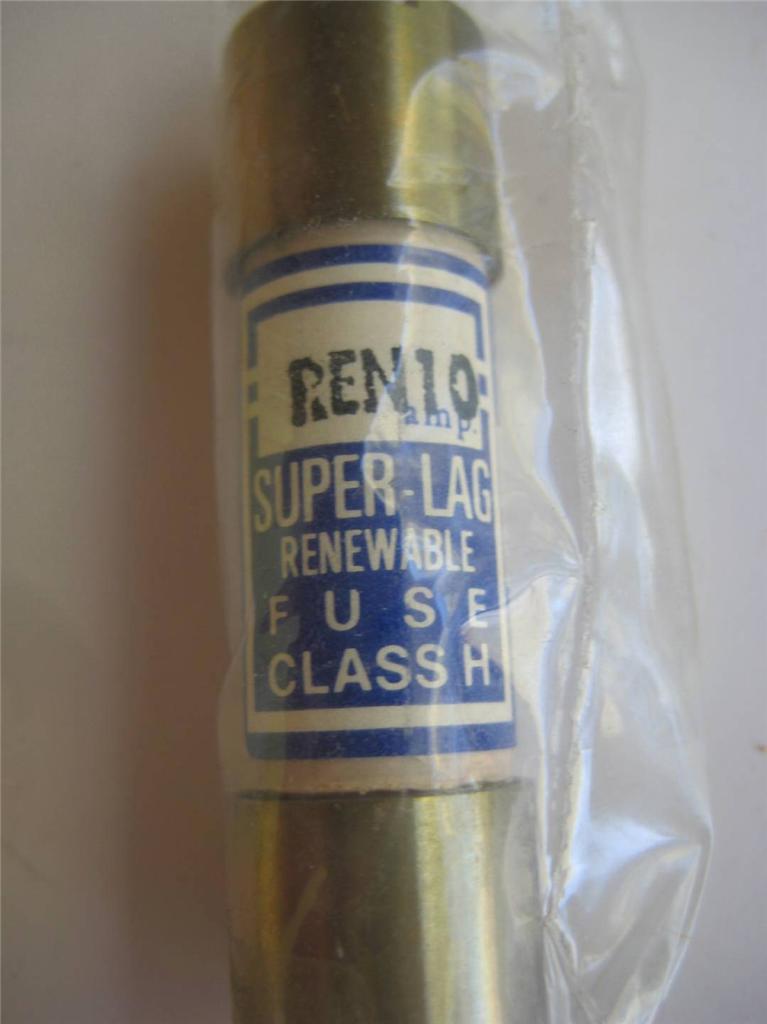 REN10
amp.
SUPER-LAG
RENEWABLE
FUSE
CLASS H